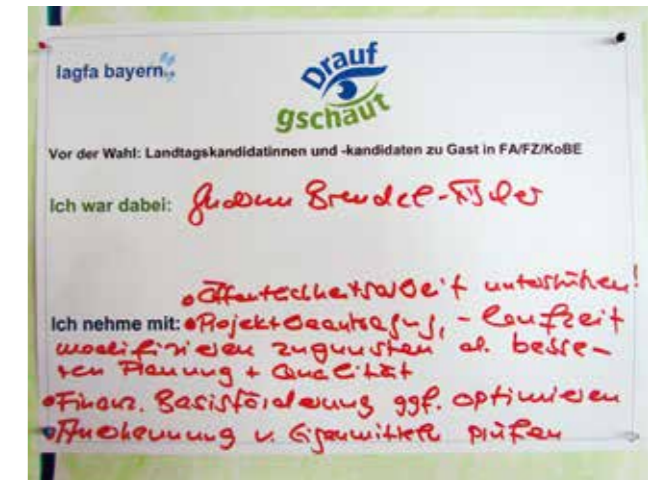 lagfa bayern
Drauf
gschaut
Vor der Wahl: Landtagskandidatinnen und -kandidaten zu Gast in FA/FZ/KoBE
Ich war dabei: Gudrun Brendel-Fischer
• Öffentlichkeitsarbeit unterstützen!
Ich nehme mit: • Projektbeantragung, - laufzeit
modifizieren zugunsten d. besse-
ren Planung + Qualität
• Finanz. Basisförderung ggf. optimieren
• Anerkennung v. Eigenmitteln prüfen